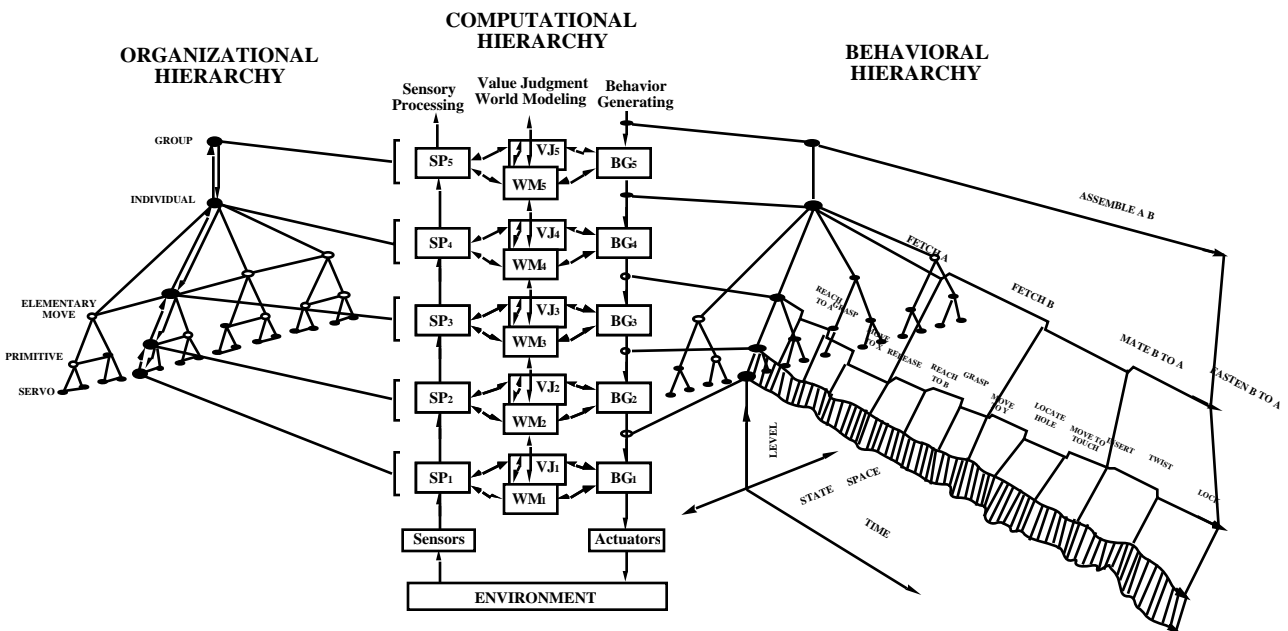 COMPUTATIONAL
HIERARCHY
ORGANIZATIONAL
HIERARCHY
BEHAVIORAL
HIERARCHY
Sensory
Processing
Value Judgment
World Modeling
Behavior
Generating
GROUP
INDIVIDUAL
ELEMENTARY
MOVE
PRIMITIVE
SERVO
SP5
VJ5
WM5
BG5
SP4
VJ4
WM4
BG4
SP3
VJ3
WM3
BG3
SP2
VJ2
WM2
BG2
SP1
VJ1
WM1
BG1
Sensors
Actuators
ENVIRONMENT
ASSEMBLE A B
FETCH A
FETCH B
MATE B TO A
FASTEN B TO A
REACH
TO A
GRASP
MOVE
TO X
RELEASE
REACH
TO B
GRASP
MOVE
TO Y
LOCATE
HOLE
MOVE TO
TOUCH
INSERT
TWIST
LOCK
LEVEL
STATE SPACE
TIME